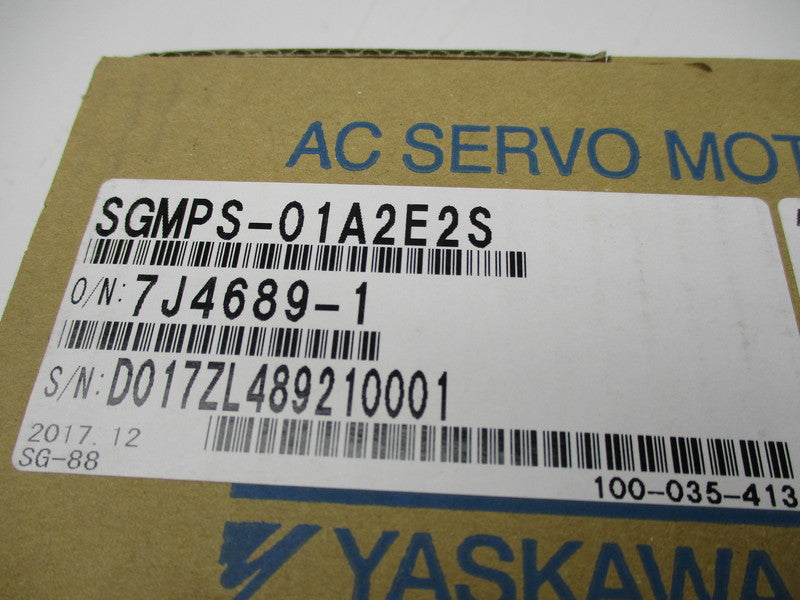 AC SERVO MOT
SGMPS-01A2E2S
O/N: 7J4689-1
S/N: D017ZL489210001
2017.12
SG-88
100-035-413
YASKAWA